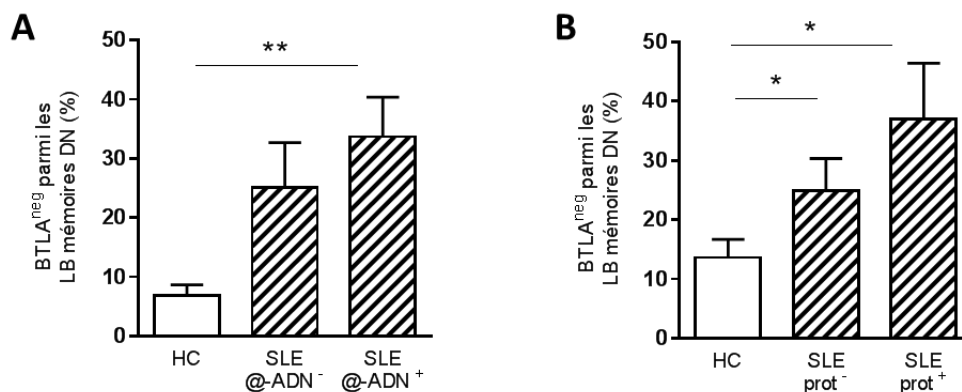 A
BTLAneg parmi les
LB mémoires DN (%)
50
40
30
20
10
0
**
HC
SLE
@-ADN -
SLE
@-ADN +
B
BTLAneg parmi les
LB mémoires DN (%)
50
40
30
20
10
0
*
*
HC
SLE
prot -
SLE
prot +